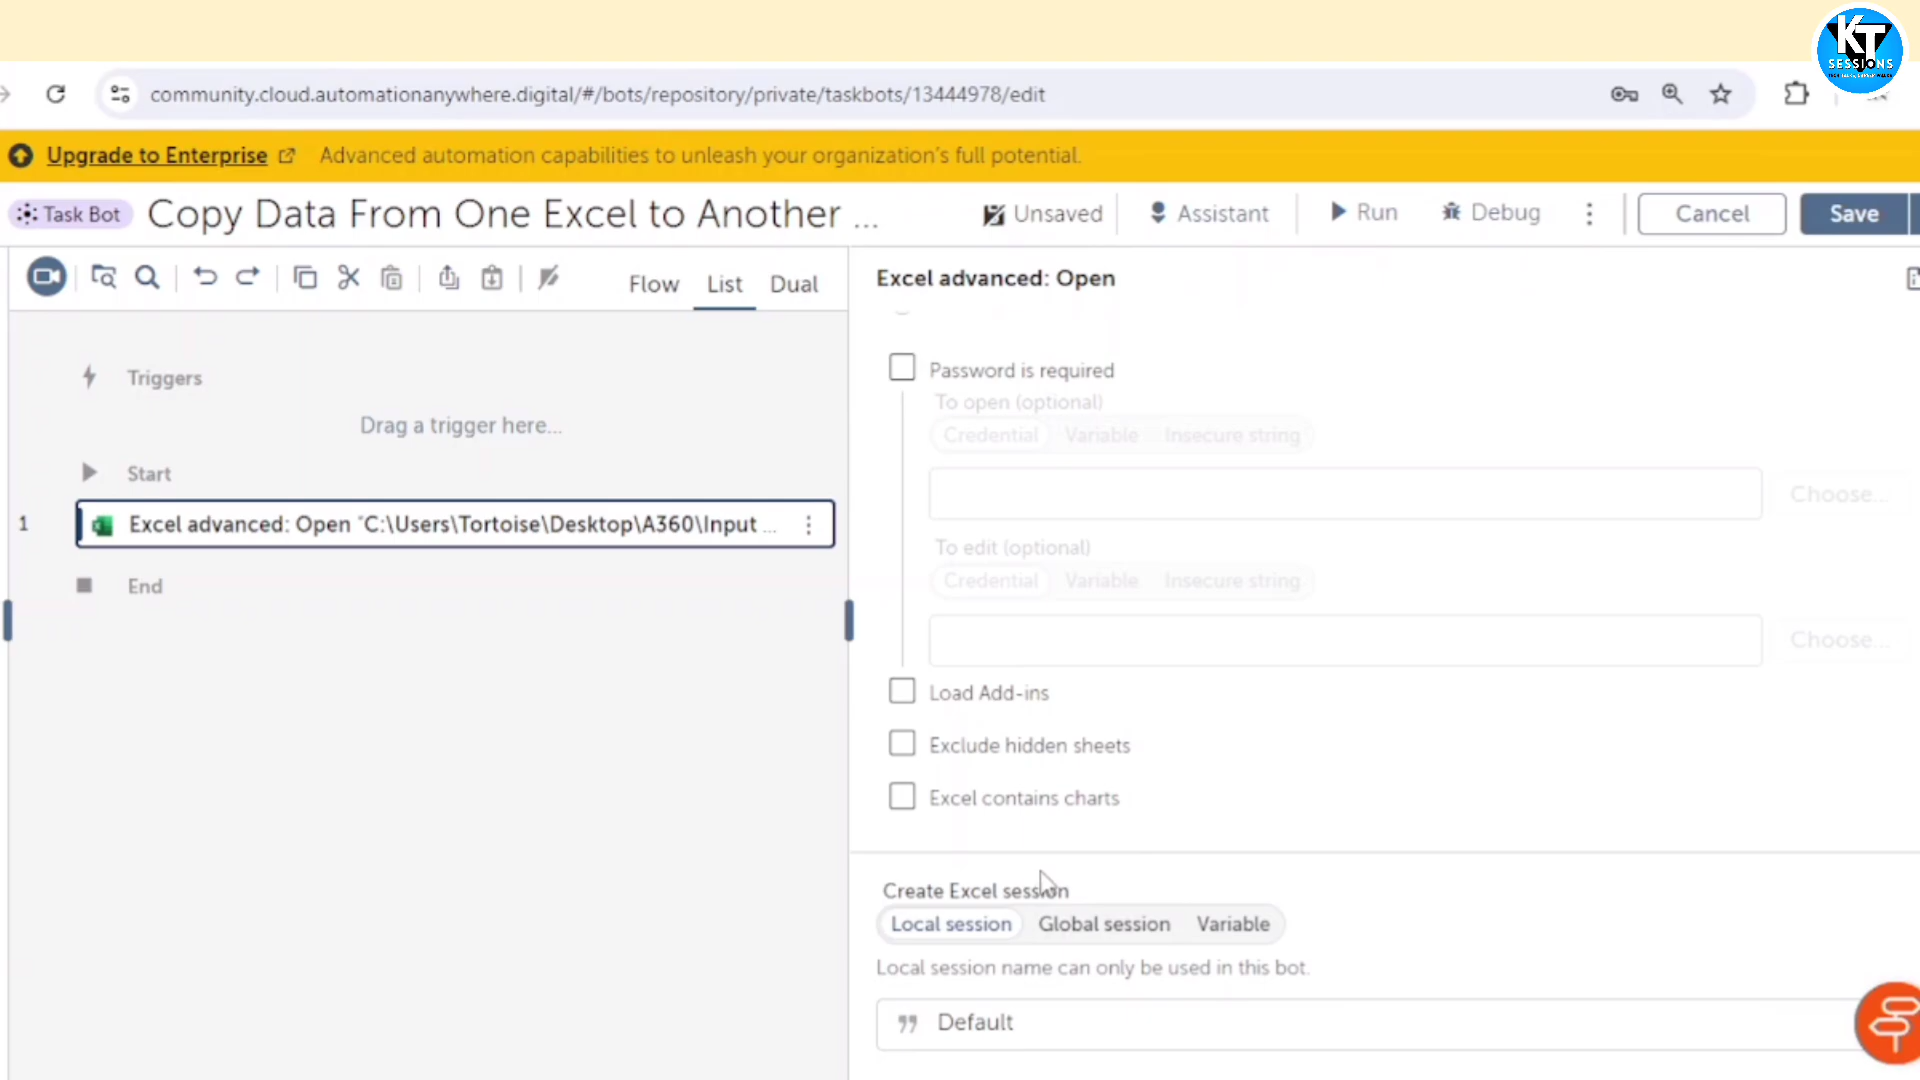 KT
SESSIONS
community.cloud.automationanywhere.digital/#/bots/repository/private/taskbots/13444978/edit
Upgrade to Enterprise Advanced automation capabilities to unleash your organization's full potential.
Task Bot Copy Data From One Excel to Another ... Unsaved Assistant Run Debug Cancel Save
Flow List Dual
Excel advanced: Open
Triggers
Drag a trigger here...
Start
1 Excel advanced: Open "C:\Users\Tortoise\Desktop\A360\Input ...
End
Password is required
To open (optional)
Credential Variable Insecure string
Choose...
To edit (optional)
Credential Variable Insecure string
Choose...
Load Add-ins
Exclude hidden sheets
Excel contains charts
Create Excel session
Local session Global session Variable
Local session name can only be used in this bot.
Default